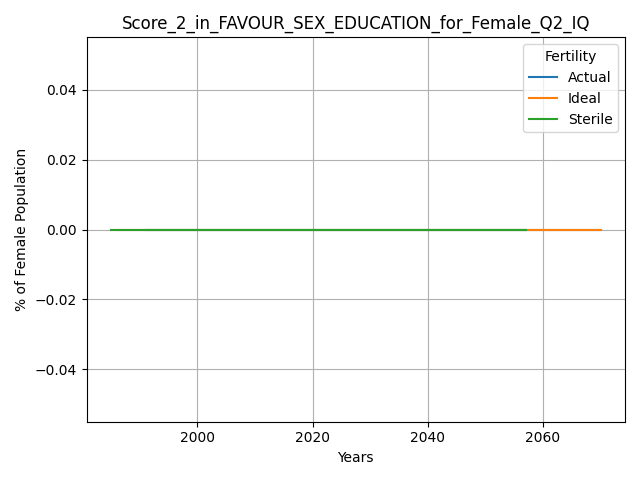 Score_2_in_FAVOUR_SEX_EDUCATION_for_Female_Q2_IQ
Fertility
Actual
Ideal
Sterile
0.04
0.02
0.00
−0.02
−0.04
% of Female Population
2000 2020 2040 2060
Years